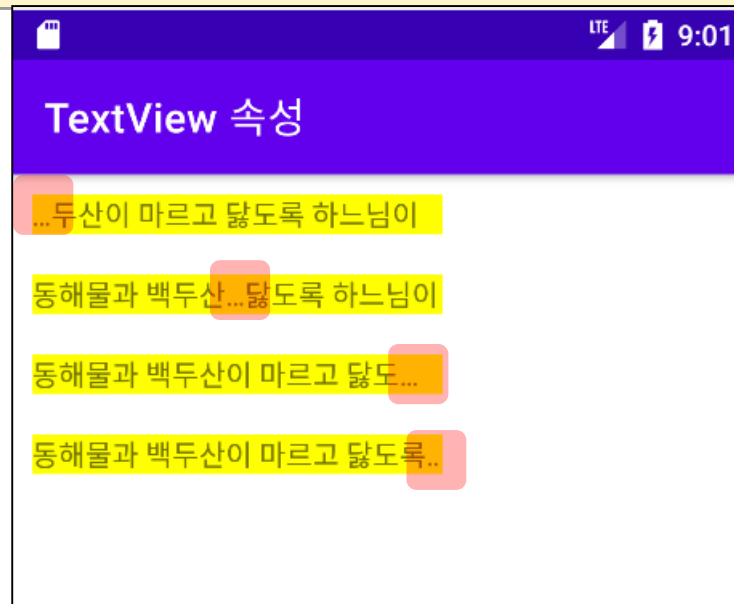 LTE 9:01
TextView 속성
...두산이 마르고 닳도록 하느님이
동해물과 백두산...닳도록 하느님이
동해물과 백두산이 마르고 닳도...
동해물과 백두산이 마르고 닳도록..